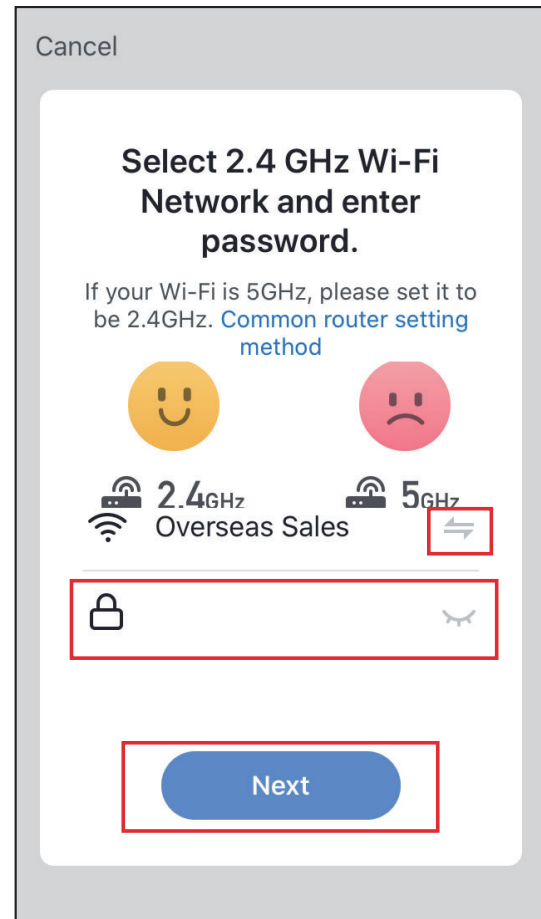 Cancel
Select 2.4 GHz Wi-Fi
Network and enter
password.
If your Wi-Fi is 5GHz, please set it to
be 2.4GHz. Common router setting
method
2.4GHz 5GHz
Overseas Sales
Next